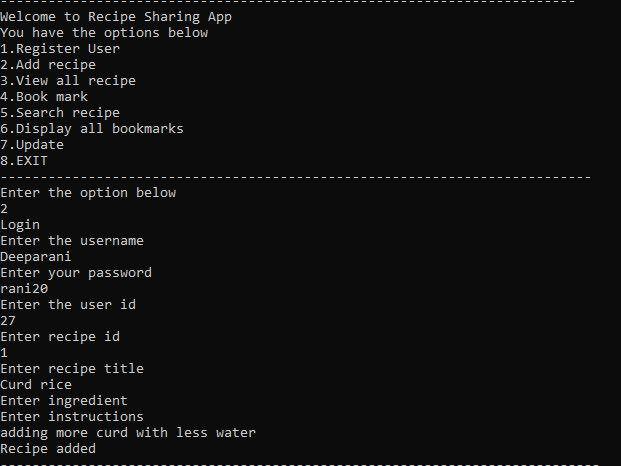 Welcome to Recipe Sharing App
You have the options below
1.Register User
2.Add recipe
3.View all recipe
4.Book mark
5.Search recipe
6.Display all bookmarks
7.Update
8.EXIT
--------------------------------------------------------------------------
Enter the option below
2
Login
Enter the username
Deeparani
Enter your password
rani20
Enter the user id
27
Enter recipe id
1
Enter recipe title
Curd rice
Enter ingredient
Enter instructions
adding more curd with less water
Recipe added